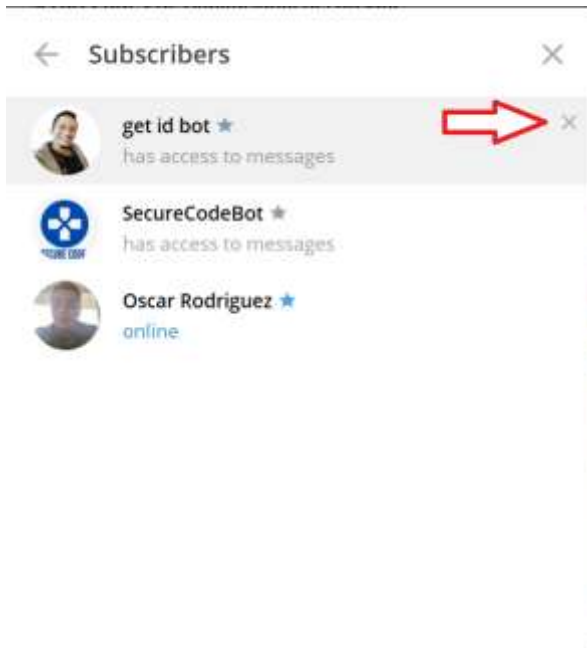 Subscribers
get id bot
has access to messages
SecureCodeBot
has access to messages
Oscar Rodriguez
online